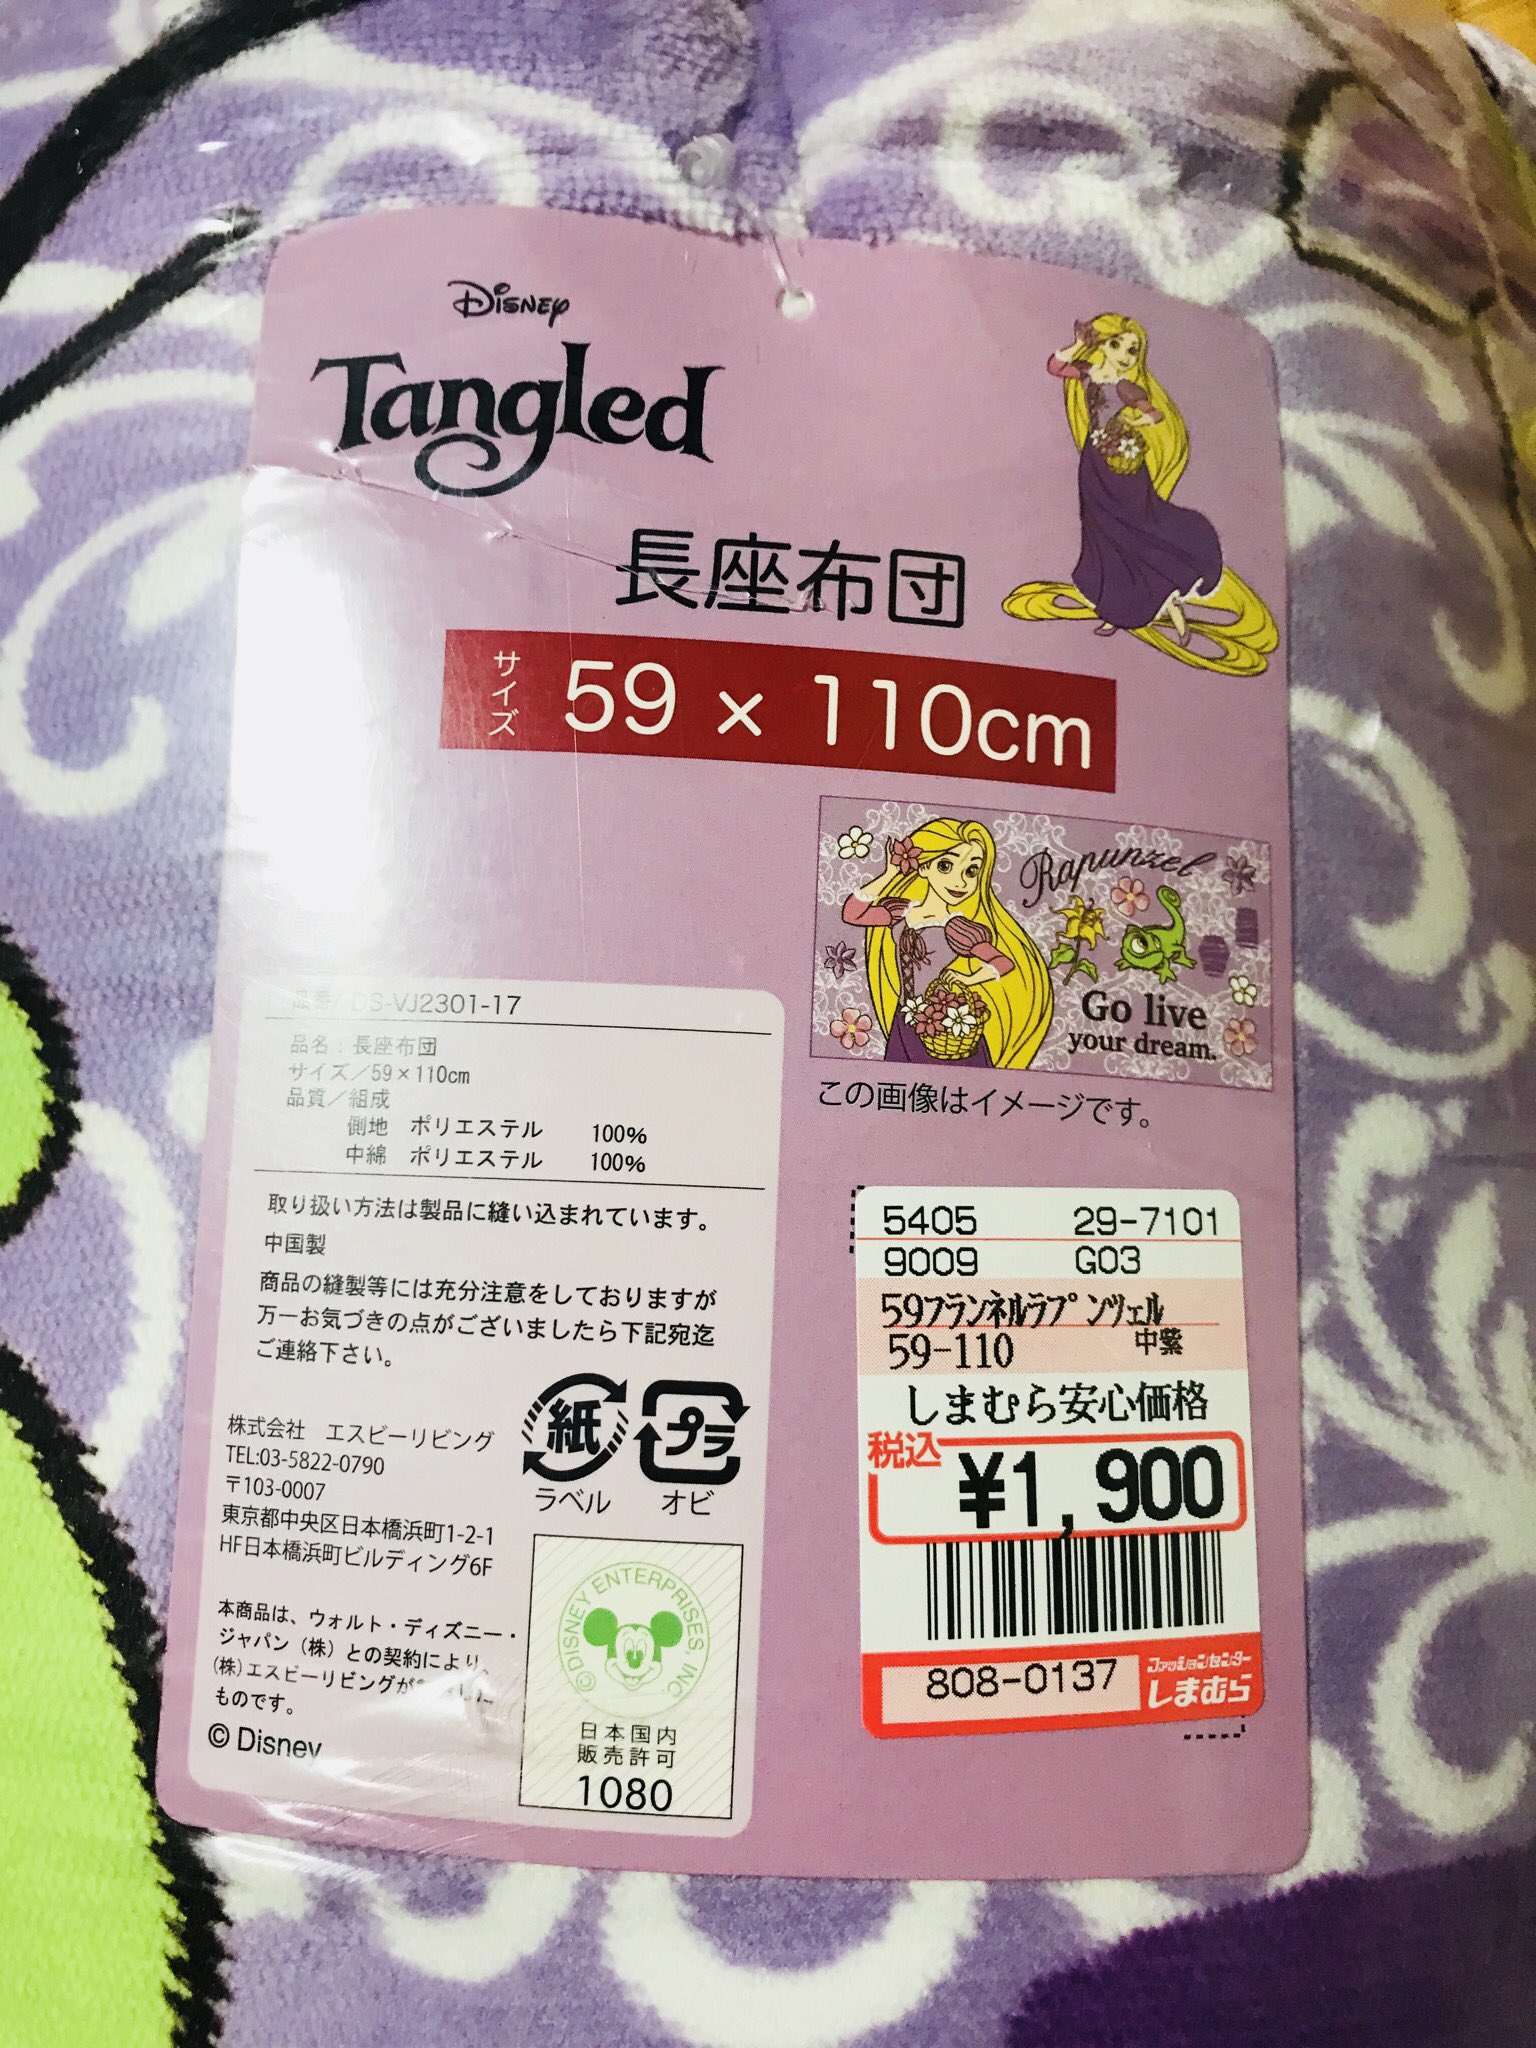 Disney
Tangled
長座布団
サイズ 59 × 110cm
Rapunzel
Go live
your dream.
この画像はイメージです。
品番/DS-VJ2301-17
品名：長座布団
サイズ／59×110cm
品質／組成
側地 ポリエステル 100%
中綿 ポリエステル 100%
取り扱い方法は製品に縫い込まれています。
中国製
商品の縫製等には充分注意をしておりますが
万一お気づきの点がございましたら下記宛迄
ご連絡下さい。
紙 プラ
ラベル オビ
株式会社 エスビーリビング
TEL:03-5822-0790
〒103-0007
東京都中央区日本橋浜町1-2-1
HF日本橋浜町ビルディング6F
本商品は、ウォルト・ディズニー・
ジャパン（株）との契約により、
(株)エスビーリビングが
ものです。
© Disney
©DISNEY ENTERPRISES, INC
日本国内
販売許可
1080
5405 29-7101
9009 G03
59フランネルラプンツェル
59-110 中紫
しまむら安心価格
税込 ¥1,900
808-0137 ファッションセンター
しまむら